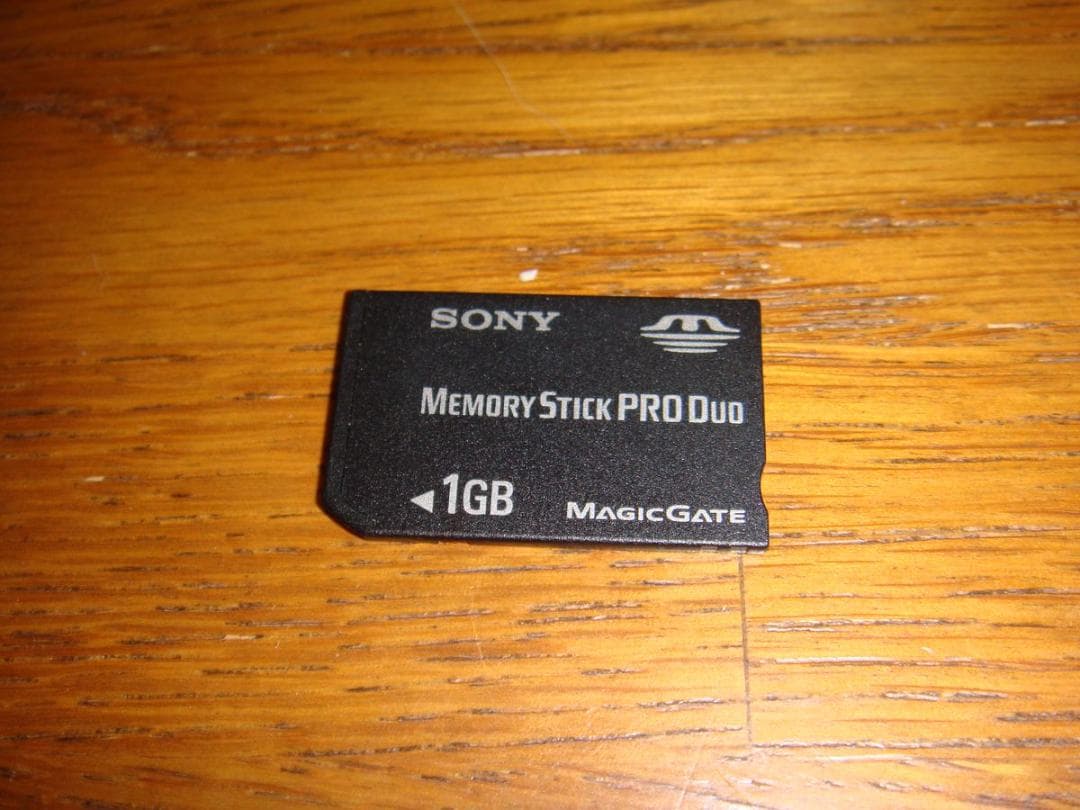 SONY
MEMORY STICK PRO DUO
1GB
MAGICGATE